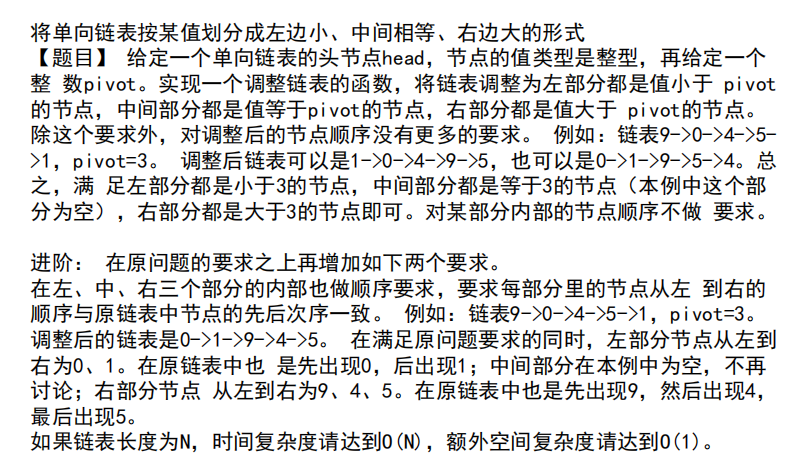 将单向链表按某值划分成左边小、中间相等、右边大的形式
【题目】 给定一个单向链表的头节点head，节点的值类型是整型，再给定一个
整 数pivot。实现一个调整链表的函数，将链表调整为左部分都是值小于 pivot
的节点，中间部分都是值等于pivot的节点，右部分都是值大于 pivot的节点。
除这个要求外，对调整后的节点顺序没有更多的要求。 例如：链表9->0->4->5-
>1，pivot=3。 调整后链表可以是1->0->4->9->5，也可以是0->1->9->5->4。总
之，满 足左部分都是小于3的节点，中间部分都是等于3的节点（本例中这个部
分为空），右部分都是大于3的节点即可。对某部分内部的节点顺序不做 要求。
进阶： 在原问题的要求之上再增加如下两个要求。
在左、中、右三个部分的内部也做顺序要求，要求每部分里的节点从左 到右的
顺序与原链表中节点的先后次序一致。 例如：链表9->0->4->5->1，pivot=3。
调整后的链表是0->1->9->4->5。 在满足原问题要求的同时，左部分节点从左到
右为0、1。在原链表中也 是先出现0，后出现1；中间部分在本例中为空，不再
讨论；右部分节点 从左到右为9、4、5。在原链表中也是先出现9，然后出现4，
最后出现5。
如果链表长度为N，时间复杂度请达到O(N)，额外空间复杂度请达到O(1)。